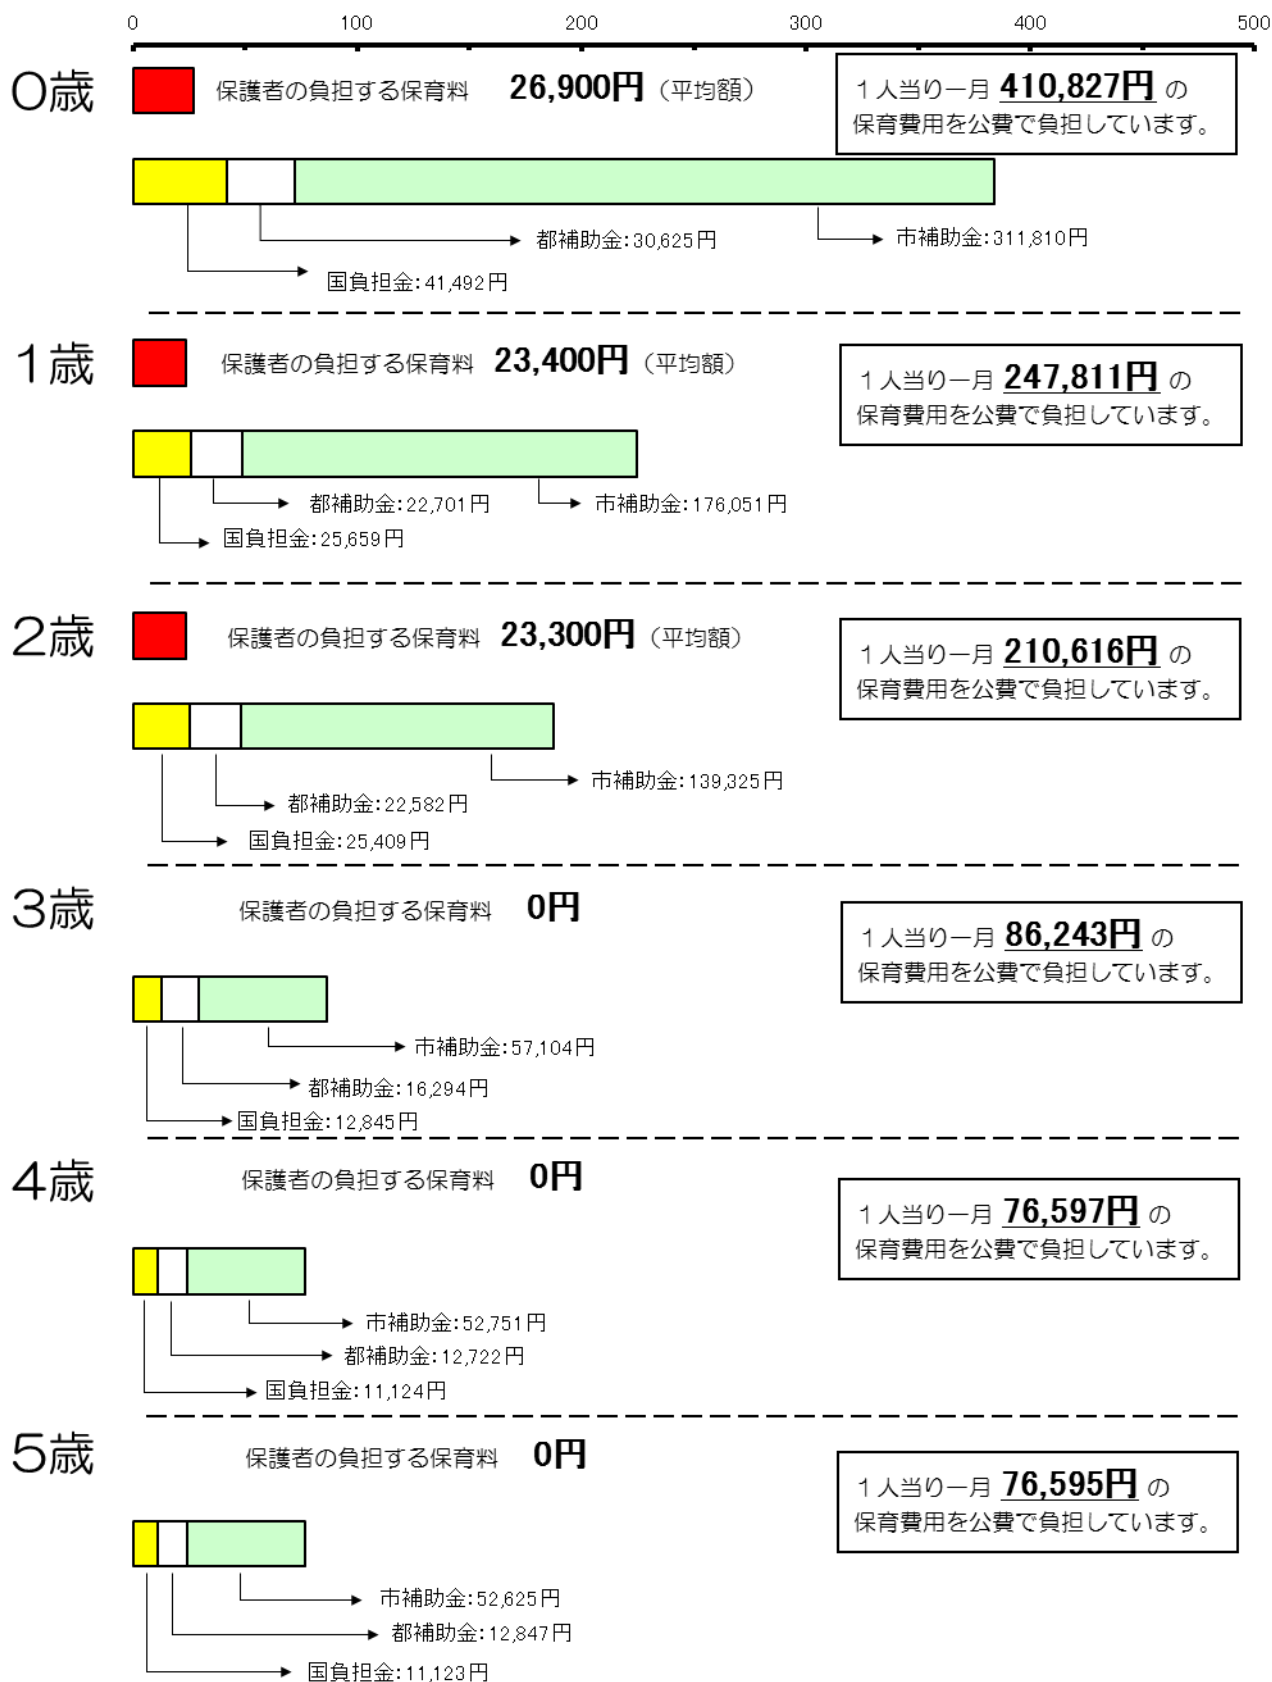 0 100 200 300 400 500
0歳 保護者の負担する保育料 26,900円 (平均額)
1人当り一月 410,827円 の
保育費用を公費で負担しています。
都補助金:30,625円 市補助金:311,810円
国負担金:41,492円
1歳 保護者の負担する保育料 23,400円 (平均額)
1人当り一月 247,811円 の
保育費用を公費で負担しています。
都補助金:22,701円 市補助金:176,051円
国負担金:25,659円
2歳 保護者の負担する保育料 23,300円 (平均額)
1人当り一月 210,616円 の
保育費用を公費で負担しています。
市補助金:139,325円
都補助金:22,582円
国負担金:25,409円
3歳 保護者の負担する保育料 0円
1人当り一月 86,243円 の
保育費用を公費で負担しています。
市補助金:57,104円
都補助金:16,294円
国負担金:12,845円
4歳 保護者の負担する保育料 0円
1人当り一月 76,597円 の
保育費用を公費で負担しています。
市補助金:52,751円
都補助金:12,722円
国負担金:11,124円
5歳 保護者の負担する保育料 0円
1人当り一月 76,595円 の
保育費用を公費で負担しています。
市補助金:52,625円
都補助金:12,847円
国負担金:11,123円